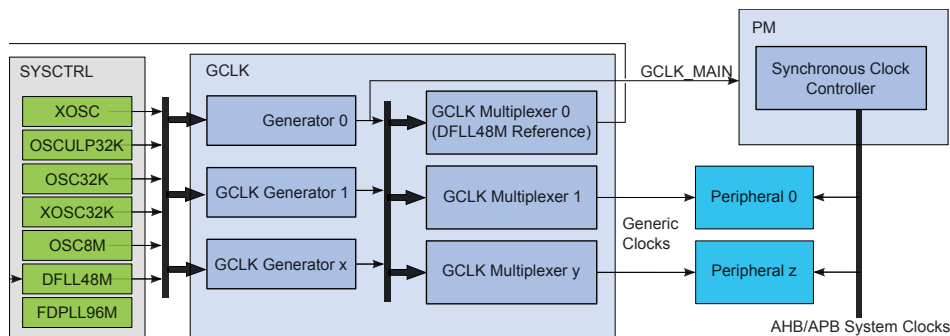 PM
SYSCTRL
GCLK
GCLK_MAIN
Synchronous Clock
Controller
XOSC
Generator 0
GCLK Multiplexer 0
(DFLL48M Reference)
OSCULP32K
OSC32K
GCLK Generator 1
GCLK Multiplexer 1
Peripheral 0
XOSC32K
Generic
Clocks
OSC8M
GCLK Generator x
GCLK Multiplexer y
Peripheral z
DFLL48M
FDPLL96M
AHB/APB System Clocks